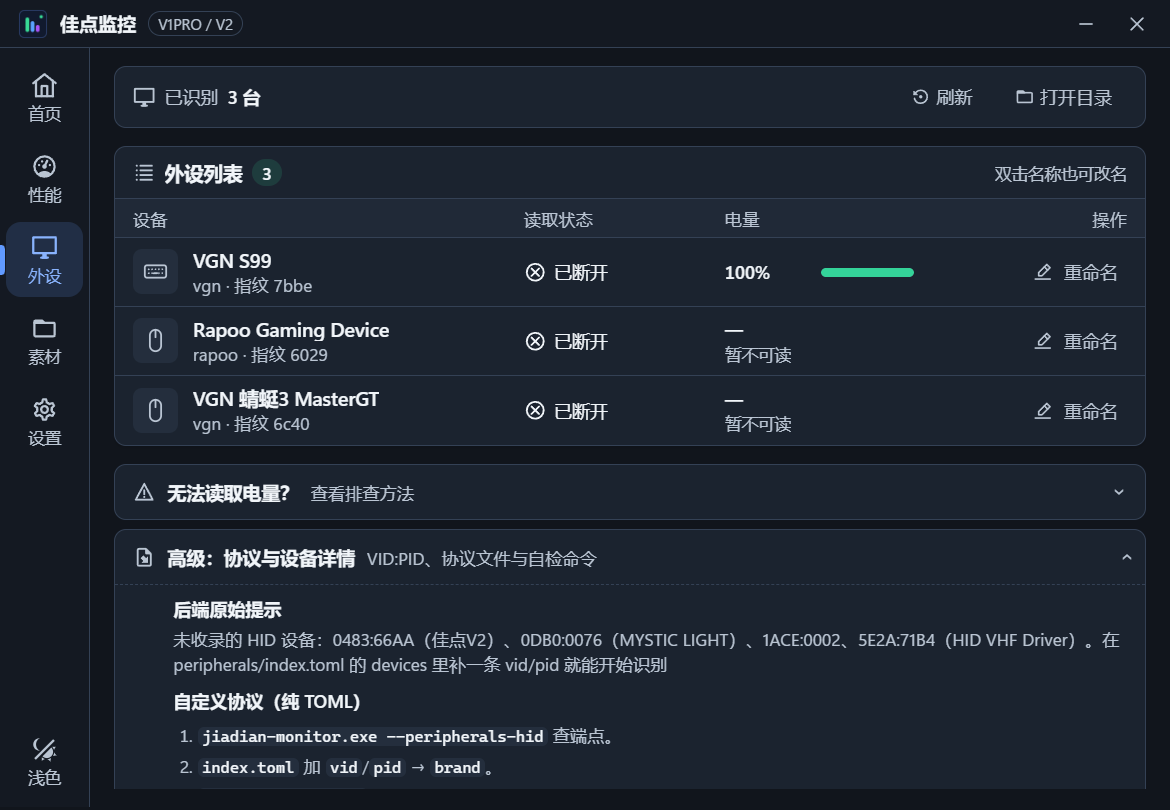 佳点监控 V1PRO / V2
首页
性能
外设
素材
设置
浅色
已识别 3 台 刷新 打开目录
外设列表 3 双击名称也可改名
设备 读取状态 电量 操作
VGN S99
vgn · 指纹 7bbe
已断开 100% 重命名
Rapoo Gaming Device
rapoo · 指纹 6029
已断开 —
暂不可读
重命名
VGN 蜻蜓3 MasterGT
vgn · 指纹 6c40
已断开 —
暂不可读
重命名
无法读取电量? 查看排查方法
高级：协议与设备详情 VID:PID、协议文件与自检命令
后端原始提示
未收录的 HID 设备：0483:66AA（佳点V2）、0DB0:0076（MYSTIC LIGHT）、1ACE:0002、5E2A:71B4（HID VHF Driver）。在
peripherals/index.toml 的 devices 里补一条 vid/pid 就能开始识别
自定义协议（纯 TOML）
1. jiadian-monitor.exe --peripherals-hid 查端点。
2. index.toml 加 vid / pid → brand 。